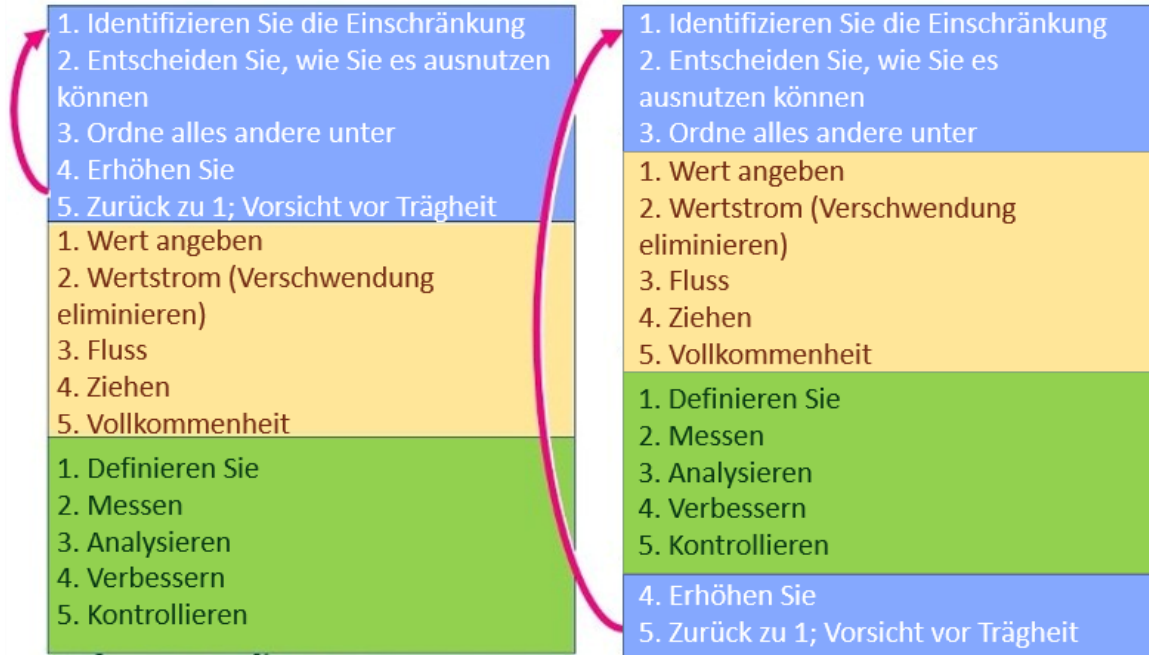 1. Identifizieren Sie die Einschränkung
2. Entscheiden Sie, wie Sie es ausnutzen
können
3. Ordne alles andere unter
4. Erhöhen Sie
5. Zurück zu 1; Vorsicht vor Trägheit
1. Wert angeben
2. Wertstrom (Verschwendung
eliminieren)
3. Fluss
4. Ziehen
5. Vollkommenheit
1. Definieren Sie
2. Messen
3. Analysieren
4. Verbessern
5. Kontrollieren
1. Identifizieren Sie die Einschränkung
2. Entscheiden Sie, wie Sie es
ausnutzen können
3. Ordne alles andere unter
1. Wert angeben
2. Wertstrom (Verschwendung
eliminieren)
3. Fluss
4. Ziehen
5. Vollkommenheit
1. Definieren Sie
2. Messen
3. Analysieren
4. Verbessern
5. Kontrollieren
4. Erhöhen Sie
5. Zurück zu 1; Vorsicht vor Trägheit